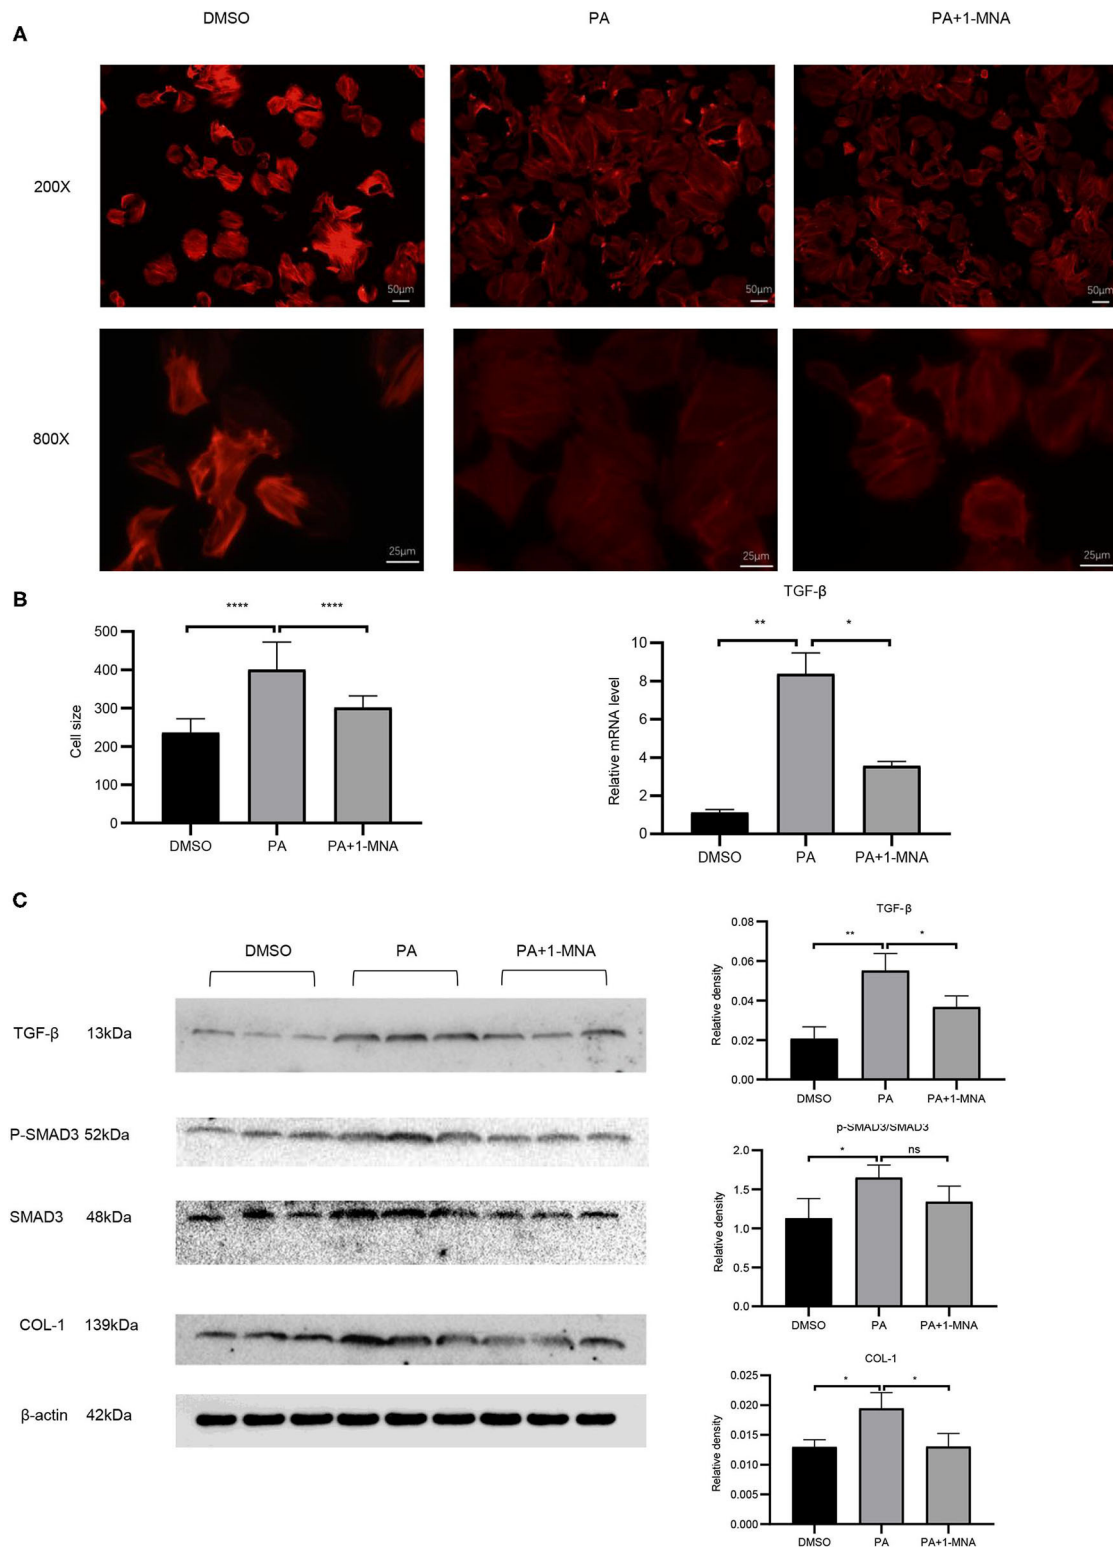 DMSO PA PA+1-MNA
A
200X
50μm 50μm 50μm
800X
25μm 25μm 25μm
B
**** ****
Cell size
500
400
300
200
100
0
DMSO PA PA+1-MNA
TGF-β
** *
Relative mRNA level
10
8
6
4
2
0
DMSO PA PA+1-MNA
C
DMSO PA PA+1-MNA
TGF-β 13kDa
P-SMAD3 52kDa
SMAD3 48kDa
COL-1 139kDa
β-actin 42kDa
TGF-β
** *
Relative density
0.08
0.06
0.04
0.02
0.00
DMSO PA PA+1-MNA
p-SMAD3/SMAD3
* ns
Relative density
2.0
1.5
1.0
0.5
0.0
DMSO PA PA+1-MNA
COL-1
* *
Relative density
0.025
0.020
0.015
0.010
0.005
0.000
DMSO PA PA+1-MNA